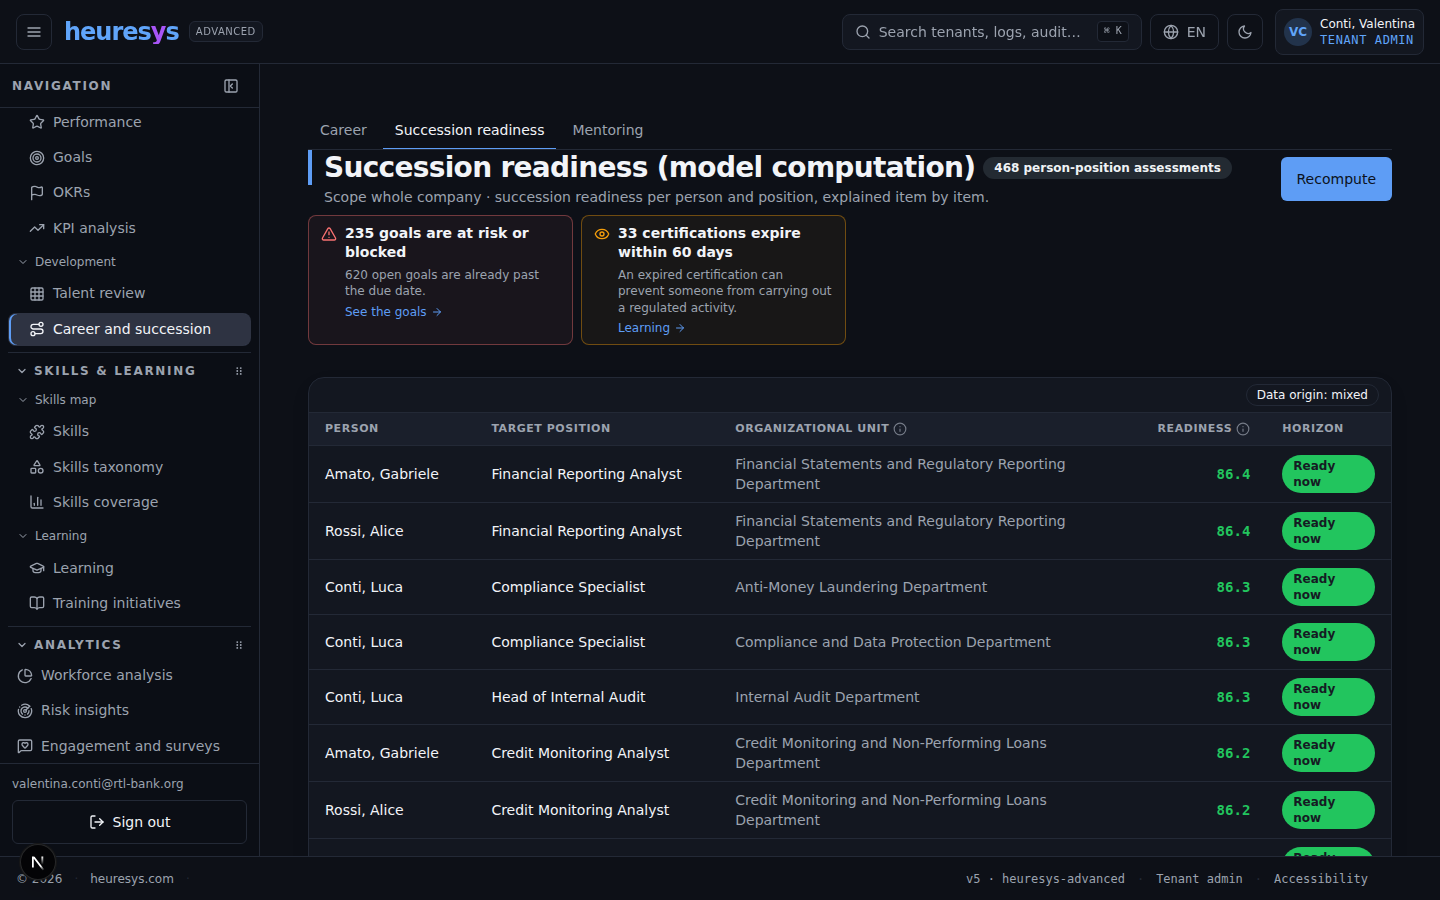 heuresys ADVANCED
Search tenants, logs, audit... ⌘ K
EN
VC
Conti, Valentina
TENANT ADMIN
NAVIGATION
Performance
Goals
OKRs
KPI analysis
Development
Talent review
Career and succession
SKILLS & LEARNING
Skills map
Skills
Skills taxonomy
Skills coverage
Learning
Learning
Training initiatives
ANALYTICS
Workforce analysis
Risk insights
Engagement and surveys
valentina.conti@rtl-bank.org
Sign out
Career Succession readiness Mentoring
Succession readiness (model computation) 468 person-position assessments
Scope whole company · succession readiness per person and position, explained item by item.
Recompute
235 goals are at risk or
blocked
620 open goals are already past
the due date.
See the goals →
33 certifications expire
within 60 days
An expired certification can
prevent someone from carrying out
a regulated activity.
Learning →
Data origin: mixed
PERSON TARGET POSITION ORGANIZATIONAL UNIT READINESS HORIZON
Amato, Gabriele Financial Reporting Analyst Financial Statements and Regulatory Reporting Department 86.4 Ready now
Rossi, Alice Financial Reporting Analyst Financial Statements and Regulatory Reporting Department 86.4 Ready now
Conti, Luca Compliance Specialist Anti-Money Laundering Department 86.3 Ready now
Conti, Luca Compliance Specialist Compliance and Data Protection Department 86.3 Ready now
Conti, Luca Head of Internal Audit Internal Audit Department 86.3 Ready now
Amato, Gabriele Credit Monitoring Analyst Credit Monitoring and Non-Performing Loans Department 86.2 Ready now
Rossi, Alice Credit Monitoring Analyst Credit Monitoring and Non-Performing Loans Department 86.2 Ready now
N
heuresys.com
v5 · heuresys-advanced · Tenant admin · Accessibility